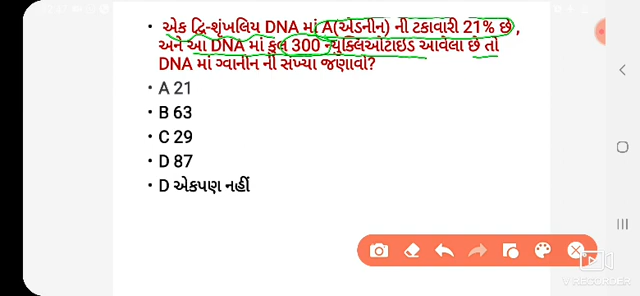 • એક દ્વિ-શૃંખલિય DNA માં A(એડનીન) ની ટકાવારી 21% છે ,
અને આ DNA માં કુલ 300 ન્યુક્લિઓટાઇડ આવેલા છે તો
DNA માં ગ્વાનીન ની સંખ્યા જણાવો?
• A 21
• B 63
• C 29
• D 87
• D એકપણ નહીં
V RECORDER